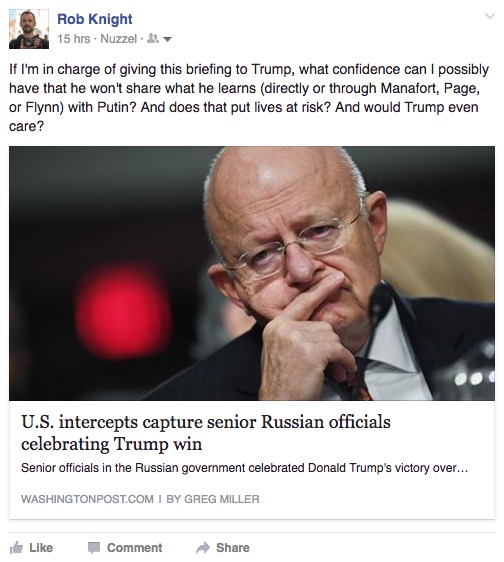 Rob Knight
15 hrs · Nuzzel ·
If I'm in charge of giving this briefing to Trump, what confidence can I possibly
have that he won't share what he learns (directly or through Manafort, Page,
or Flynn) with Putin? And does that put lives at risk? And would Trump even
care?
U.S. intercepts capture senior Russian officials
celebrating Trump win
Senior officials in the Russian government celebrated Donald Trump's victory over...
WASHINGTONPOST.COM | BY GREG MILLER
Like Comment Share